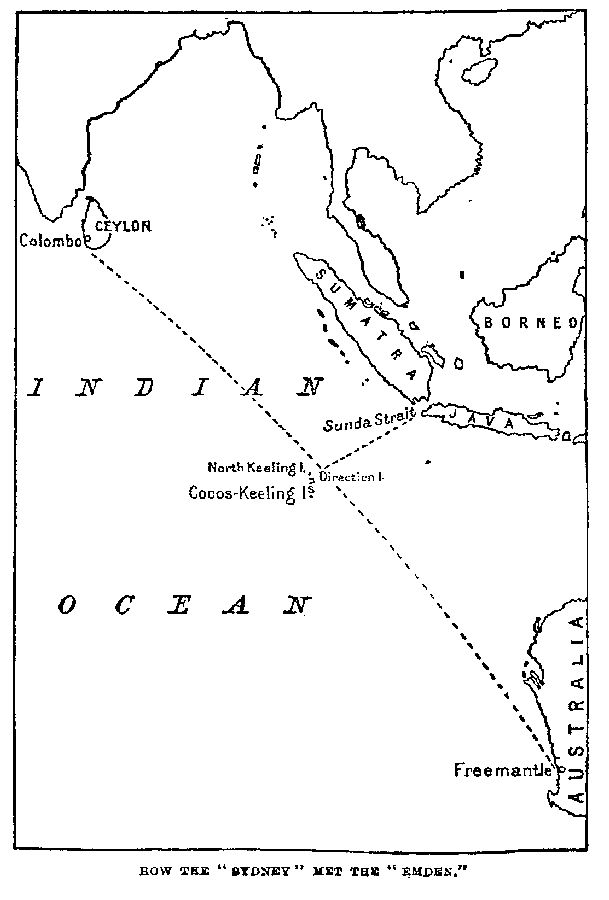 CEYLON
Colombo
SUMATRA
BORNEO
INDIAN
Sunda Strait
JAVA
North Keeling I.
Direction I.
Cocos-Keeling Is
OCEAN
AUSTRALIA
Freemantle
HOW THE "SYDNEY" MET THE "EMDEN."